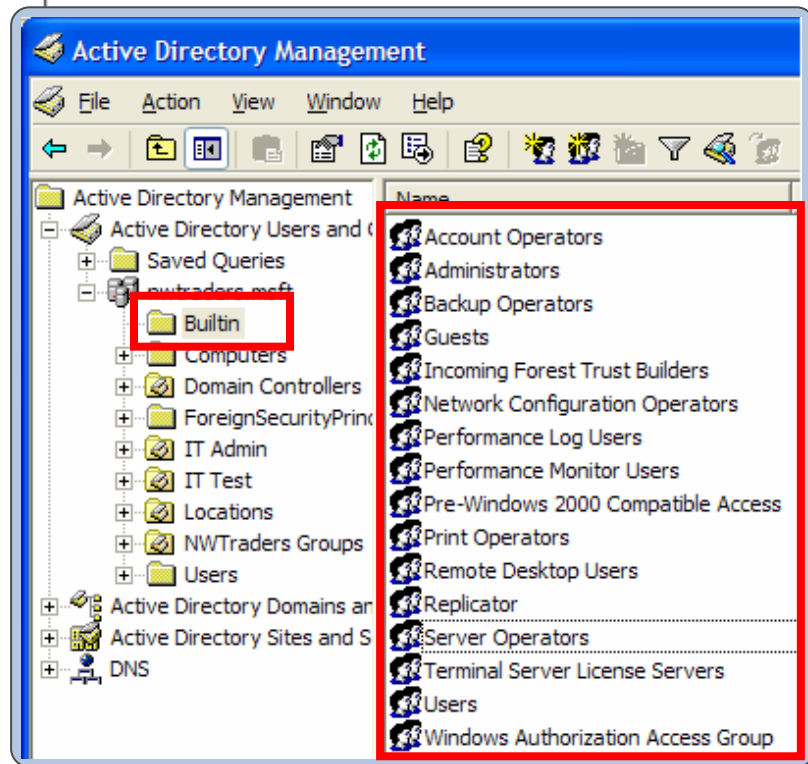 Active Directory Management
File Action View Window Help
Active Directory Management
Active Directory Users and
Saved Queries
nwtraders.msft
Builtin
Computers
Domain Controllers
ForeignSecurityPrinc
IT Admin
IT Test
Locations
NWTraders Groups
Users
Active Directory Domains an
Active Directory Sites and S
DNS
Name
Account Operators
Administrators
Backup Operators
Guests
Incoming Forest Trust Builders
Network Configuration Operators
Performance Log Users
Performance Monitor Users
Pre-Windows 2000 Compatible Access
Print Operators
Remote Desktop Users
Replicator
Server Operators
Terminal Server License Servers
Users
Windows Authorization Access Group